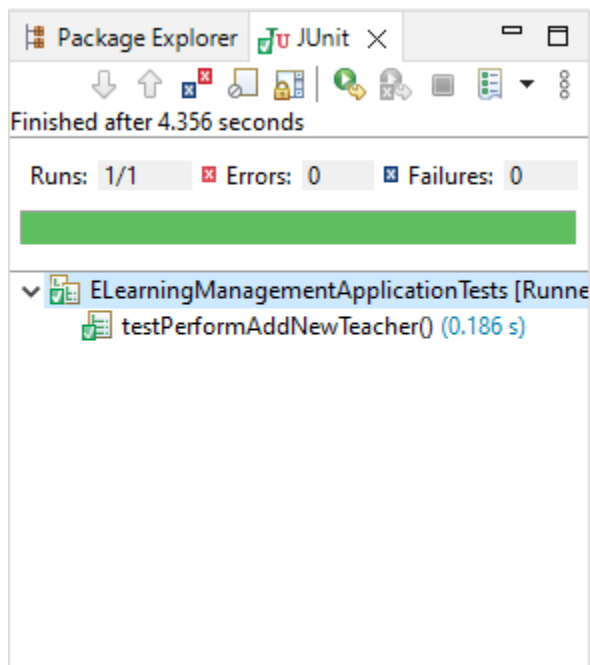 Package Explorer JUnit
Finished after 4.356 seconds
Runs: 1/1 Errors: 0 Failures: 0
ELearningManagementApplicationTests [Runne
testPerformAddNewTeacher() (0.186 s)